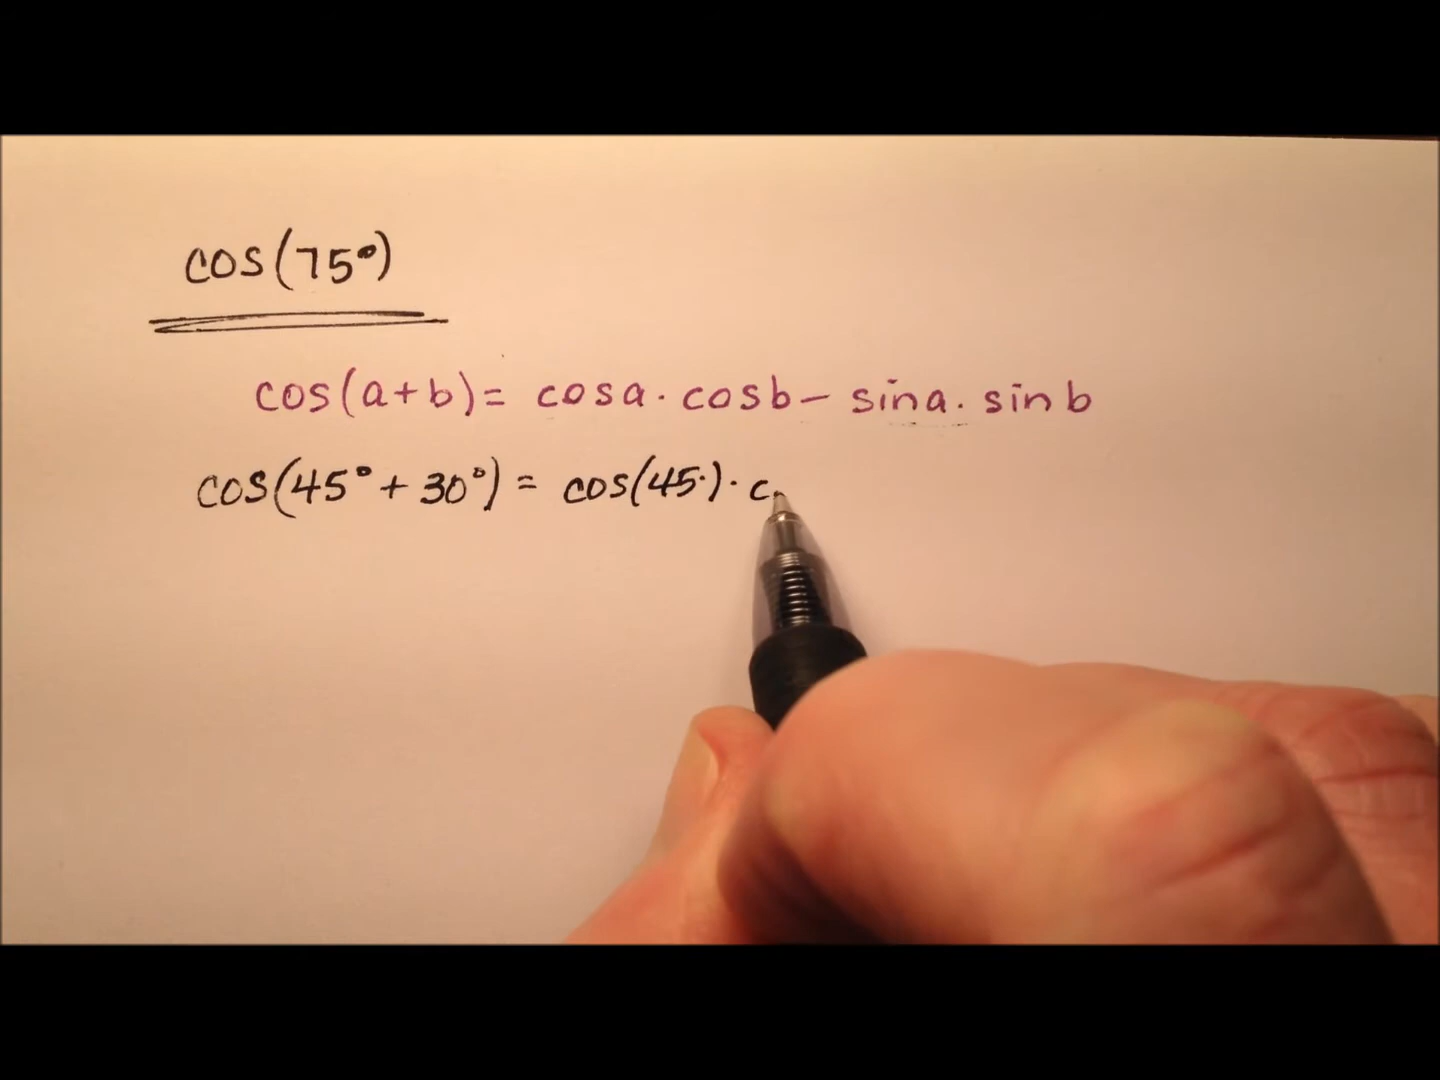 cos(75°)
cos(a+b)= cosa · cosb - sina · sinb
cos(45° + 30°) = cos(45°) · c